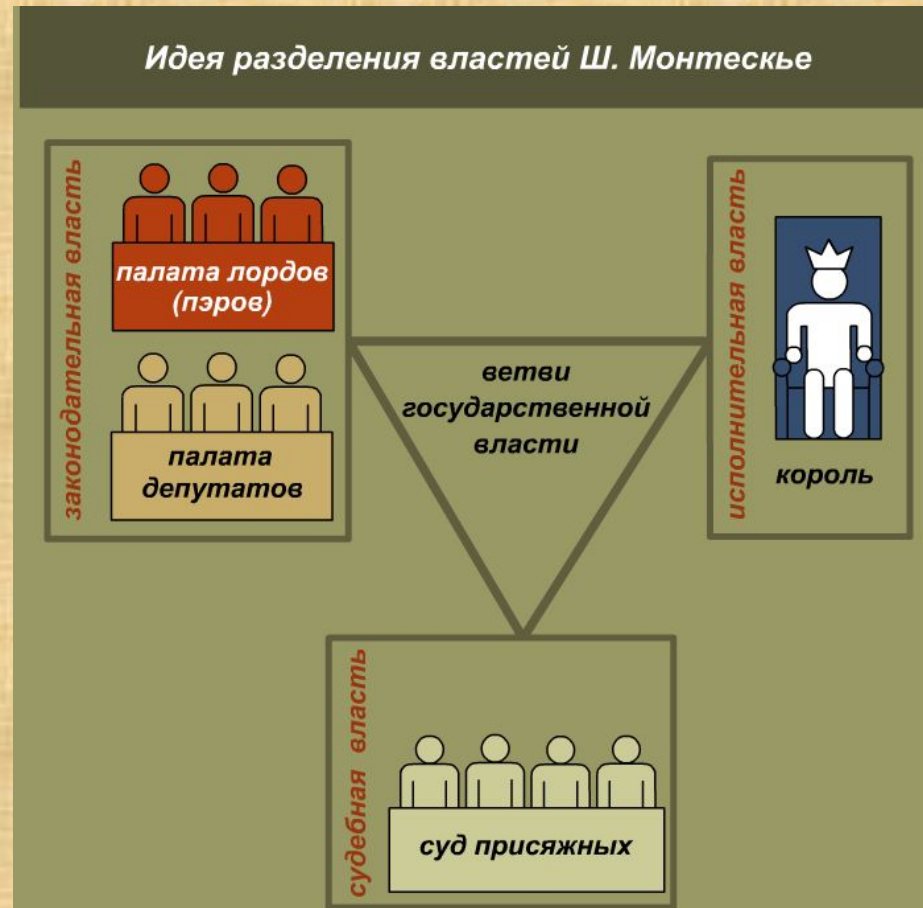 Идея разделения властей Ш. Монтескье
законодательная власть
палата лордов
(пэров)
палата
депутатов
ветви
государственной
власти
исполнительная власть
король
судебная власть
суд присяжных